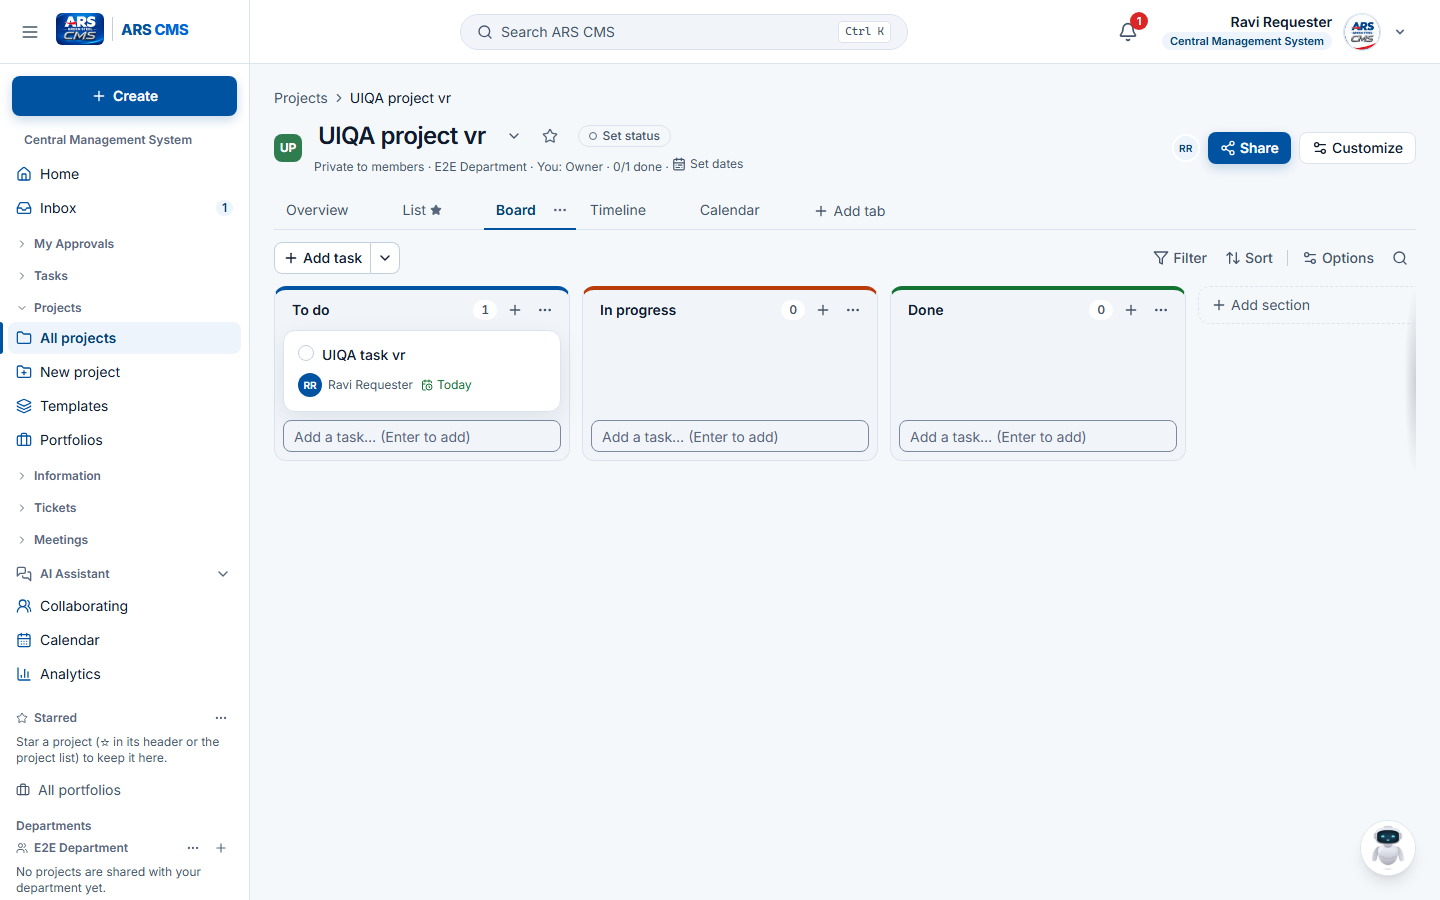 ARS CMS
ARS CMS
Search ARS CMS
Ctrl K
1
Ravi Requester
Central Management System
ARS CMS
Create
Central Management System
Home
Inbox 1
My Approvals
Tasks
Projects
All projects
New project
Templates
Portfolios
Information
Tickets
Meetings
AI Assistant
Collaborating
Calendar
Analytics
Starred
Star a project (☆ in its header or the
project list) to keep it here.
All portfolios
Departments
E2E Department
No projects are shared with your
department yet.
Projects > UIQA project vr
UP
UIQA project vr
Set status
Private to members · E2E Department · You: Owner · 0/1 done · Set dates
RR
Share
Customize
Overview
List
Board
Timeline
Calendar
+ Add tab
+ Add task
Filter
Sort
Options
To do 1
UIQA task vr
RR Ravi Requester Today
Add a task... (Enter to add)
In progress 0
Add a task... (Enter to add)
Done 0
Add a task... (Enter to add)
+ Add section